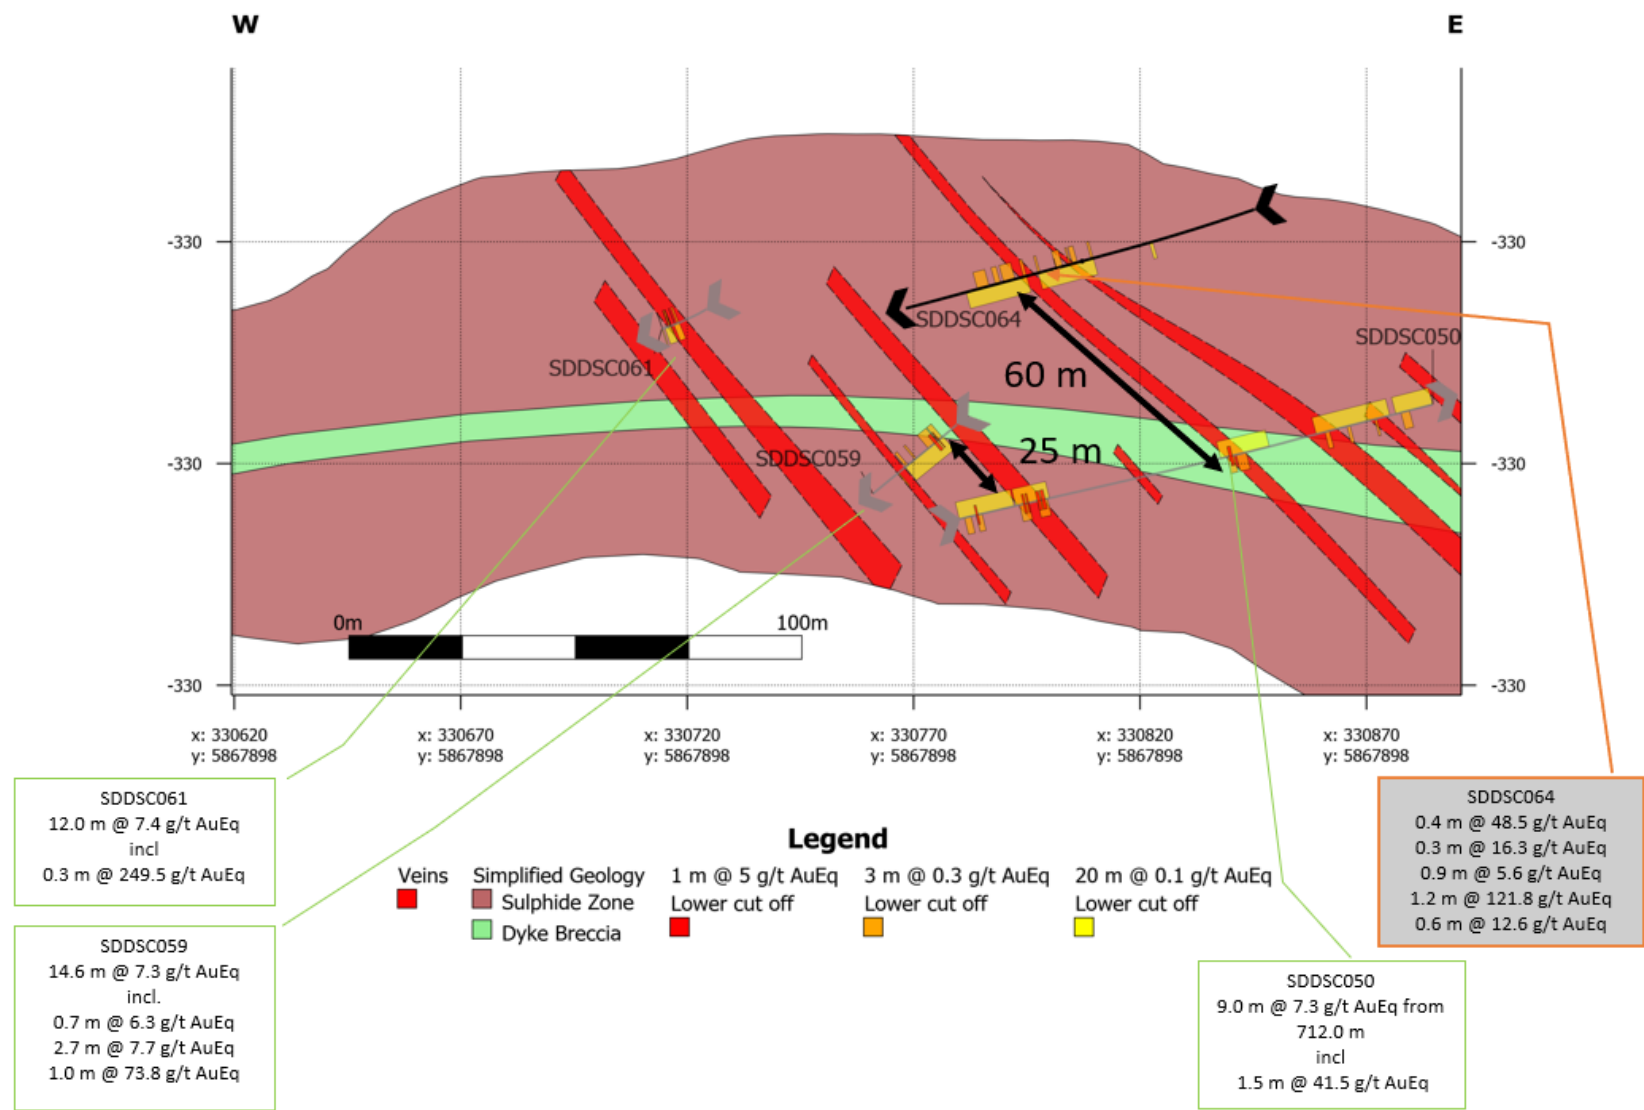 W
E
-330
-330
SDDSC064
SDDSC050
SDDSC061
60 m
25 m
SDDSC059
-330
-330
0m
100m
-330
-330
x: 330620
y: 5867898
x: 330670
y: 5867898
x: 330720
y: 5867898
x: 330770
y: 5867898
x: 330820
y: 5867898
x: 330870
y: 5867898
SDDSC061
12.0 m @ 7.4 g/t AuEq
incl
0.3 m @ 249.5 g/t AuEq
SDDSC059
14.6 m @ 7.3 g/t AuEq
incl.
0.7 m @ 6.3 g/t AuEq
2.7 m @ 7.7 g/t AuEq
1.0 m @ 73.8 g/t AuEq
Legend
Veins
Simplified Geology
Sulphide Zone
Dyke Breccia
1 m @ 5 g/t AuEq
Lower cut off
3 m @ 0.3 g/t AuEq
Lower cut off
20 m @ 0.1 g/t AuEq
Lower cut off
SDDSC064
0.4 m @ 48.5 g/t AuEq
0.3 m @ 16.3 g/t AuEq
0.9 m @ 5.6 g/t AuEq
1.2 m @ 121.8 g/t AuEq
0.6 m @ 12.6 g/t AuEq
SDDSC050
9.0 m @ 7.3 g/t AuEq from
712.0 m
incl
1.5 m @ 41.5 g/t AuEq